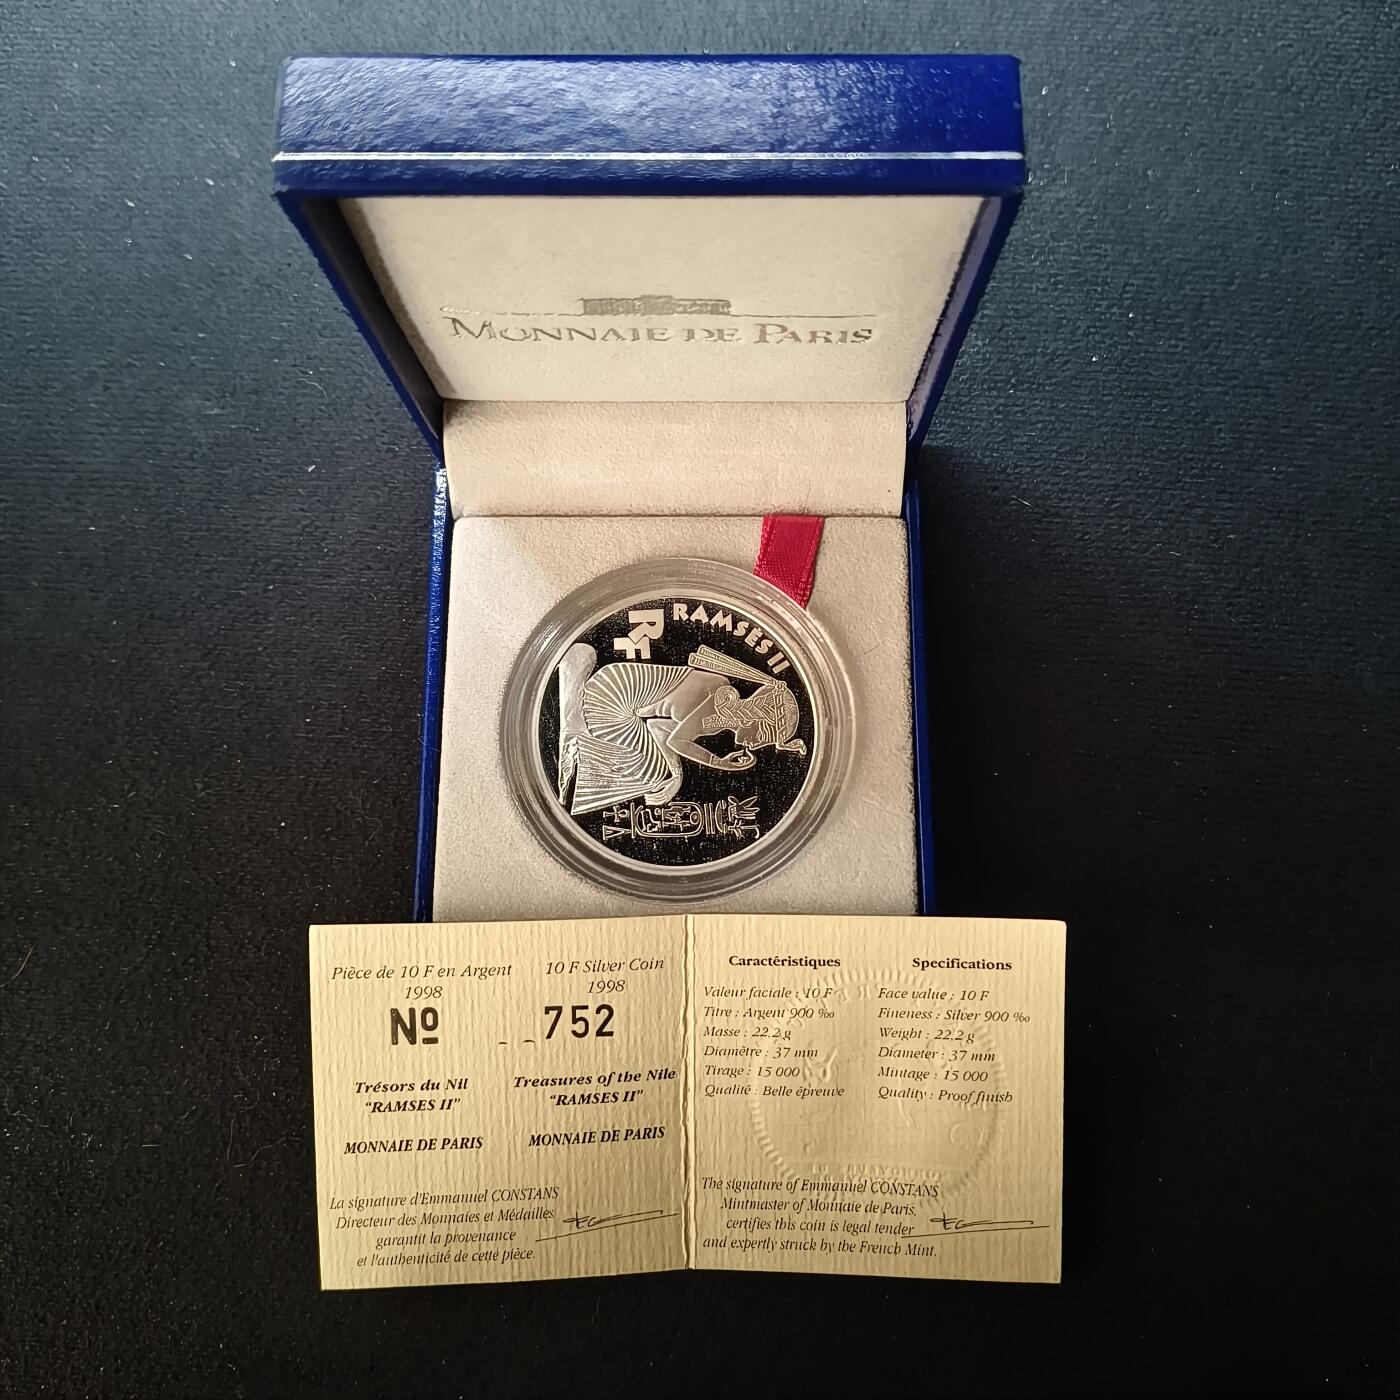 MONNAIE DE PARIS
RAMSES II
RF
Pièce de 10 F en Argent
1998
Nº
Trésors du Nil
"RAMSES II"
MONNAIE DE PARIS
La signature d'Emmanuel CONSTANS
Directeur des Monnaies et Médailles
garantit la provenance
et l'authenticité de cette pièce.
10 F Silver Coin
1998
752
Treasures of the Nile
"RAMSES II"
MONNAIE DE PARIS
Caractéristiques
Valeur faciale : 10 F
Titre : Argent 900 ‰
Masse : 22,2 g
Diamètre : 37 mm
Tirage : 15 000
Qualité : Belle épreuve
Specifications
Face value : 10 F
Fineness : Silver 900 ‰
Weight : 22,2 g
Diameter : 37 mm
Mintage : 15 000
Quality : Proof finish
The signature of Emmanuel CONSTANS
Mintmaster of Monnaie de Paris,
certifies this coin is legal tender
and expertly struck by the French Mint.